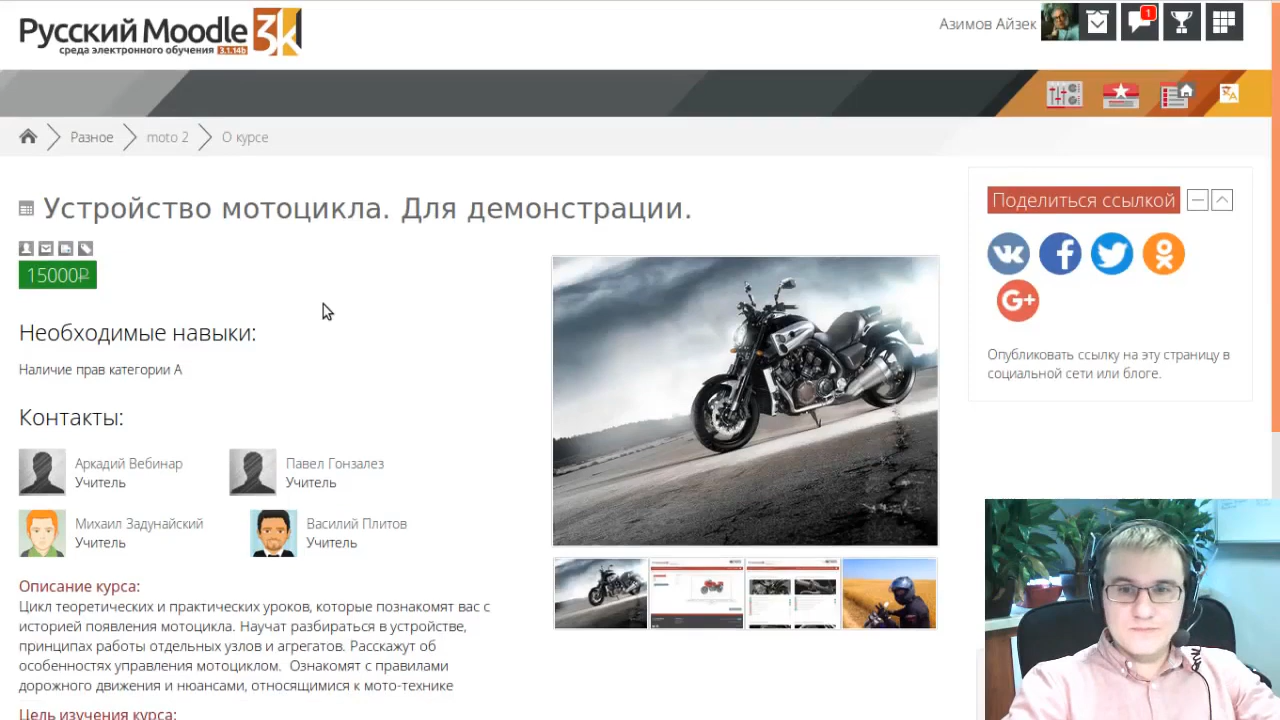 Русский Moodle 3k
среда электронного обучения 3.1.14b
Азимов Айзек
1
Разное
moto 2
О курсе
Устройство мотоцикла. Для демонстрации.
15000₽
Необходимые навыки:
Наличие прав категории А
Контакты:
Аркадий Вебинар
Учитель
Павел Гонзалез
Учитель
Михаил Задунайский
Учитель
Василий Плитов
Учитель
Описание курса:
Цикл теоретических и практических уроков, которые познакомят вас с
историей появления мотоцикла. Научат разбираться в устройстве,
принципах работы отдельных узлов и агрегатов. Расскажут об
особенностях управления мотоциклом. Ознакомят с правилами
дорожного движения и нюансами, относящимися к мото-технике
Цель изучения курса:
Поделиться ссылкой
G+
Опубликовать ссылку на эту страницу в
социальной сети или блоге.